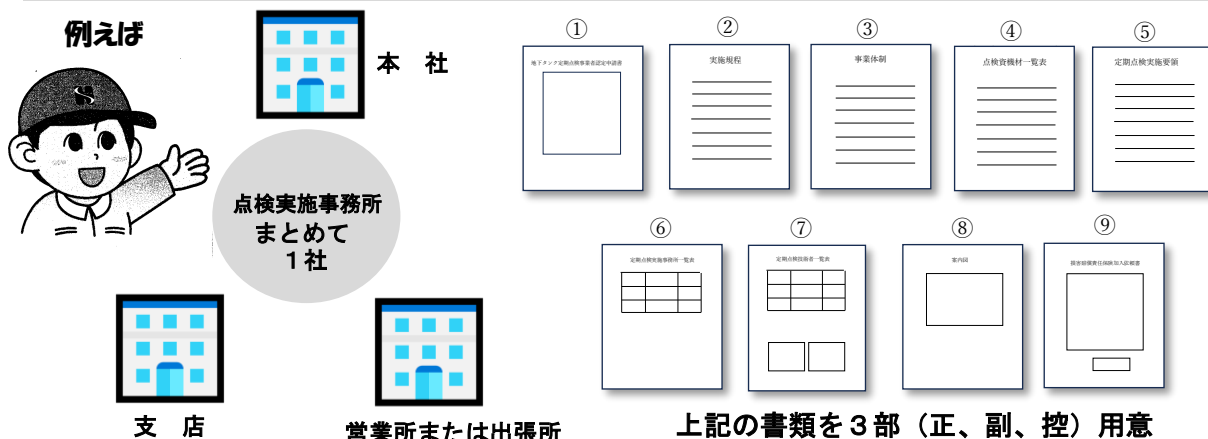 例えば
本 社
点検実施事務所
まとめて
1社
支 店
営業所または出張所
①
地下タンク定期点検事業者認定申請書
②
実施規程
③
事業体制
④
点検資機材一覧表
⑤
定期点検実施要領
⑥
定期点検実施事務所一覧表
⑦
定期点検技術者一覧表
⑧
案内図
⑨
損害賠償責任保険加入依頼書
上記の書類を3部（正、副、控）用意